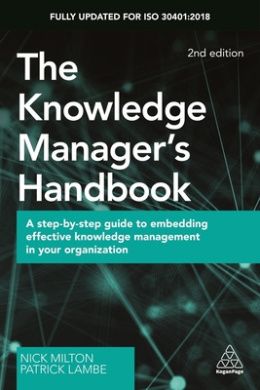 FULLY UPDATED FOR ISO 30401:2018
2nd edition
The
Knowledge
Manager's
Handbook
A step-by-step guide to embedding
effective knowledge management
in your organization
NICK MILTON
PATRICK LAMBE
KoganPage